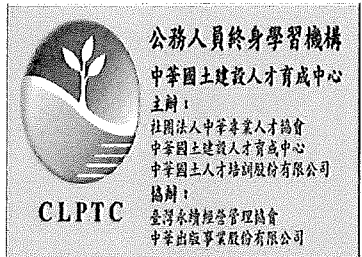 公務人員終身學習機構
中華國土建設人才育成中心
主辦：
社團法人中華專業人才協會
中華國土建設人才育成中心
中華國土人才培訓股份有限公司
協辦：
臺灣永續經營管理協會
中華出版事業股份有限公司
CLPTC